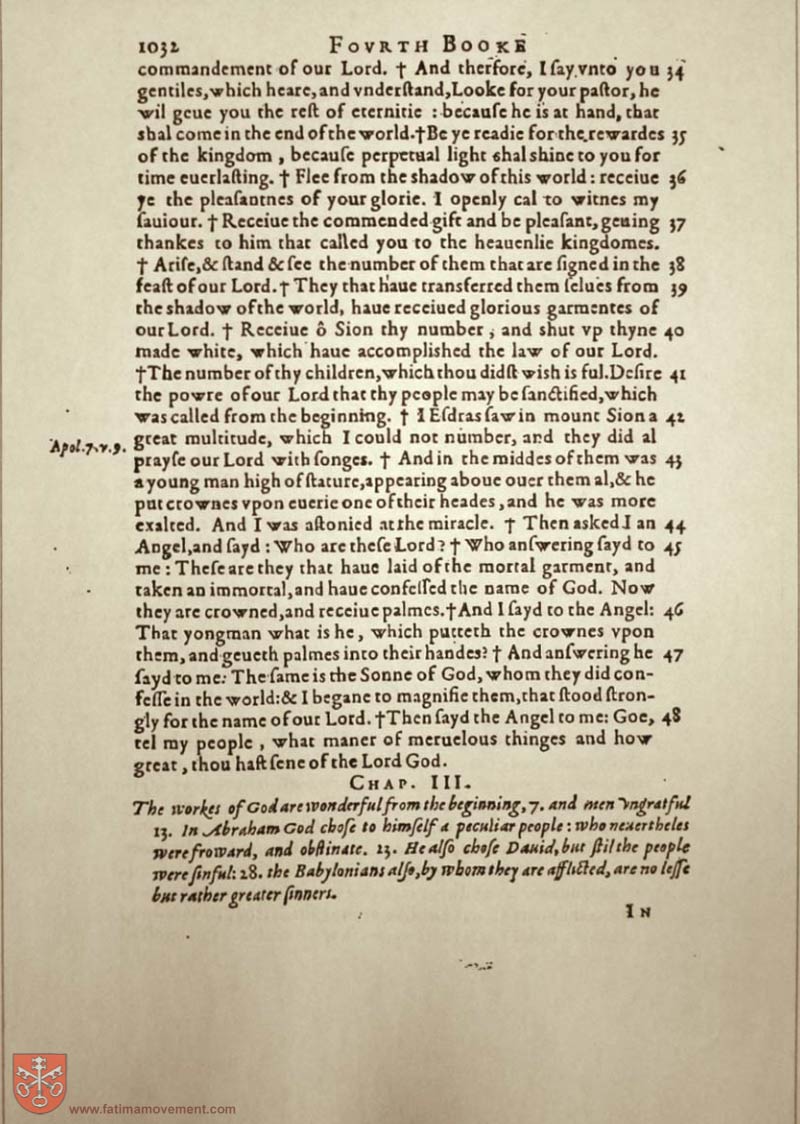 1032 FOVRTH BOOKE
commandement of our Lord. † And therfore, I ſay vnto you 34
gentiles, which heare, and vnderſtand, Looke for your paſtor, he
wil geue you the reſt of eternitie : becauſe he is at hand, that
shal come in the end of the world. † Be ye readie for the rewardes 35
of the kingdom , becauſe perpetual light shal shine to you for
time euerlaſting. † Flee from the shadow of this world : receiue 36
ye the pleaſantnes of your glorie. I openly cal to witnes my
ſauiour. † Receiue the commended gift and be pleaſant, geuing 37
thankes to him that called you to the heauenlie kingdomes.
† Ariſe, & ſtand & ſee the number of them that are ſigned in the 38
feaſt of our Lord. † They that haue transferred them ſelues from 39
the shadow of the world, haue receiued glorious garmentes of
our Lord. † Receiue ô Sion thy number , and shut vp thyne 40
made white, which haue accomplished the law of our Lord.
† The number of thy children, which thou didſt wish is ful. Deſire 41
the powre of our Lord that thy people may be ſanctified, which
was called from the beginning. † I Eſdras ſaw in mount Sion a 42
great multitude, which I could not number, and they did al
Apol. 7. v. 9.
prayſe our Lord with ſonges. † And in the middes of them was 43
a young man high of ſtature, appearing aboue ouer them al, & he
put crownes vpon euerie one of their heades , and he was more
exalted. And I was aſtonied at the miracle. † Then asked I an 44
Angel, and ſayd : Who are theſe Lord? † Who anſwering ſayd to 45
me : Theſe are they that haue laid of the mortal garment, and
taken an immortal, and haue confeſſed the name of God. Now
they are crowned, and receiue palmes. † And I ſayd to the Angel: 46
That yongman what is he , which putteth the crownes vpon
them, and geueth palmes into their handes? † And anſwering he 47
ſayd to me: The ſame is the Sonne of God, whom they did con-
feſſe in the world: & I began to magnifie them, that ſtood ſtron-
gly for the name of our Lord. † Then ſayd the Angel to me: Goe, 48
tel my people , what maner of meruelous thinges and how
great , thou haſt ſene of the Lord God.
CHAP. III.
The workes of God are wonderful from the beginning, 7. and men vngratful
13. In Abraham God choſe to himſelf a peculiar people : who neuertheles
were froward, and obſtinate. 23. He alſo choſe Dauid, but ſtil the people
were ſinful: 28. the Babylonians alſo, by whom they are afflicted, are no leſſe
but rather greater ſinners.
IN
www.fatimamovement.com